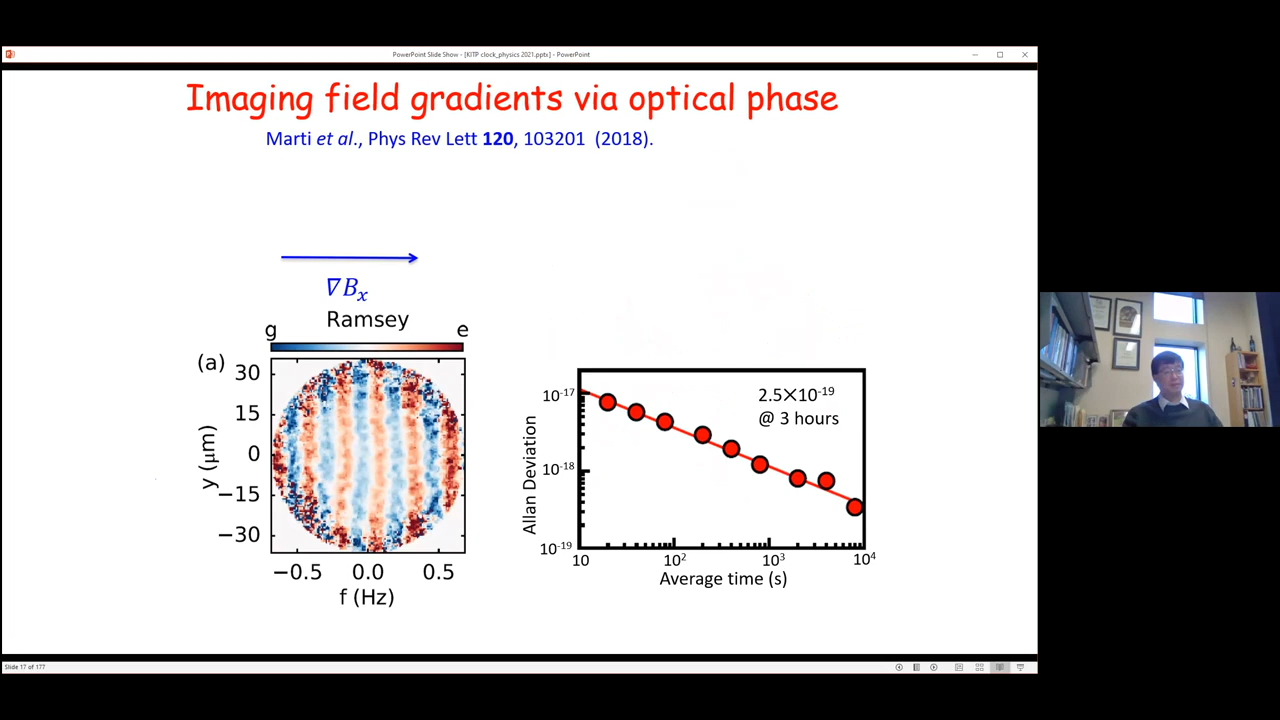 PowerPoint Slide Show - [KITP clock_physics 2021.pptx] - PowerPoint
Imaging field gradients via optical phase
Marti et al., Phys Rev Lett 120, 103201 (2018).
∇Bₓ
Ramsey
g e
(a)
30
15
0
−15
−30
y (μm)
−0.5 0.0 0.5
f (Hz)
2.5×10⁻¹⁹
@ 3 hours
10⁻¹⁷
10⁻¹⁸
10⁻¹⁹
Allan Deviation
10 10² 10³ 10⁴
Average time (s)
Slide 17 of 177